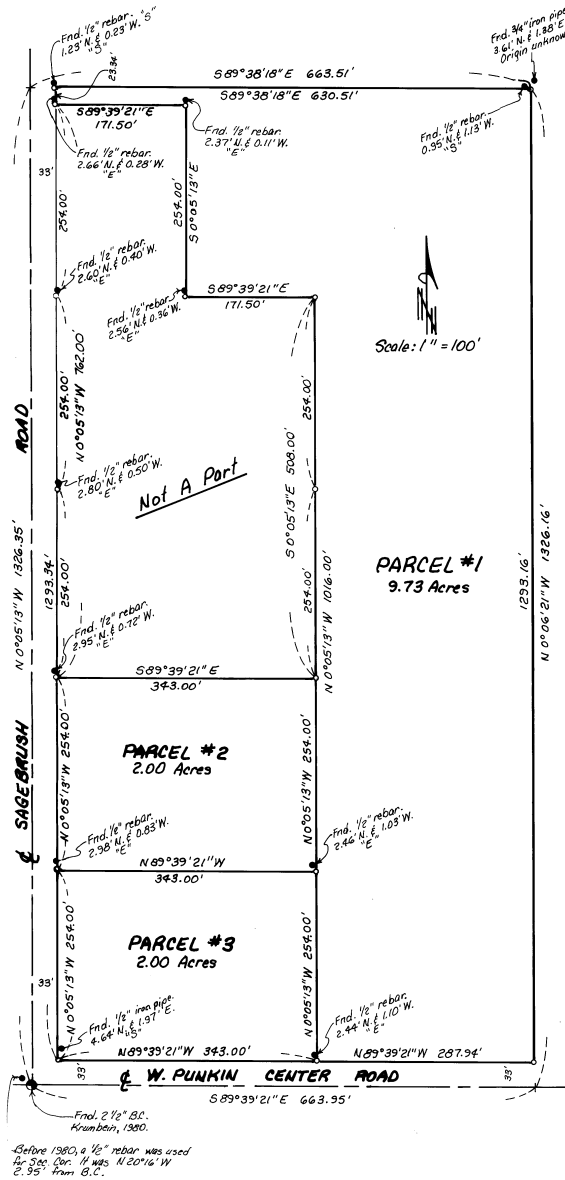 Fnd. 1/2" rebar. "S"
1.23' N. & 0.23' W.
"S"
23.34'
Fnd. 3/4" iron pipe
3.61' N. & 1.38' E.
Origin unknow
S 89°38'18" E 663.51'
S 89°38'18" E 630.51'
S89°39'21"E
171.50'
Fnd. 1/2" rebar.
2.37' N. & 0.11' W.
"E"
Fnd. 1/2" rebar.
0.95' N. & 1.13' W.
"S"
33'
Fnd. 1/2" rebar
2.66' N. & 0.28' W.
"E"
254.00'
254.00'
S 0°05'13" E
Fnd. 1/2" rebar.
2.60' N. & 0.40' W.
"E"
Fnd. 1/2" rebar
2.56' N. & 0.36' W.
"E"
S 89°39'21" E
171.50'
N
Scale: 1" = 100'
254.00'
N 0°05'13" W 762.00'
254.00'
Fnd. 1/2" rebar.
2.80' N. & 0.50' W.
"E"
Not A Part
S 0°05'13" E 508.00'
254.00'
N 0°05'13" W 1016.00'
PARCEL #1
9.73 Acres
1293.16'
N 0°06'21" W 1326.16'
ROAD
N 0°05'13" W 1326.35'
1293.34'
254.00'
Fnd. 1/2" rebar.
2.95' N. & 0.72' W.
"E"
S 89°39'21" E
343.00'
℄ SAGEBRUSH
N 0°05'13" W 254.00'
PARCEL #2
2.00 Acres
N 0°05'13" W 254.00'
Fnd. 1/2" rebar.
2.98' N. & 0.83' W.
"E"
Fnd. 1/2" rebar.
2.46' N. & 1.03' W.
"E"
N 89°39'21" W
343.00'
N 0°05'13" W 254.00'
PARCEL #3
2.00 Acres
N 0°05'13" W 254.00'
33'
Fnd. 1/2" iron pipe.
4.64' N. & 1.97' E.
"S"
Fnd. 1/2" rebar
2.44' N. & 1.10' W.
"E"
N 89°39'21" W 343.00'
N 89°39'21" W 287.94'
33'
℄ W. PUNKIN CENTER ROAD
33'
S 89°39'21" E 663.95'
Fnd. 2 1/2" B.C.
Krumbein, 1980.
Before 1980, a 1/2" rebar was used
for Sec. Cor. It was N 20°16' W
2.95' from B.C.